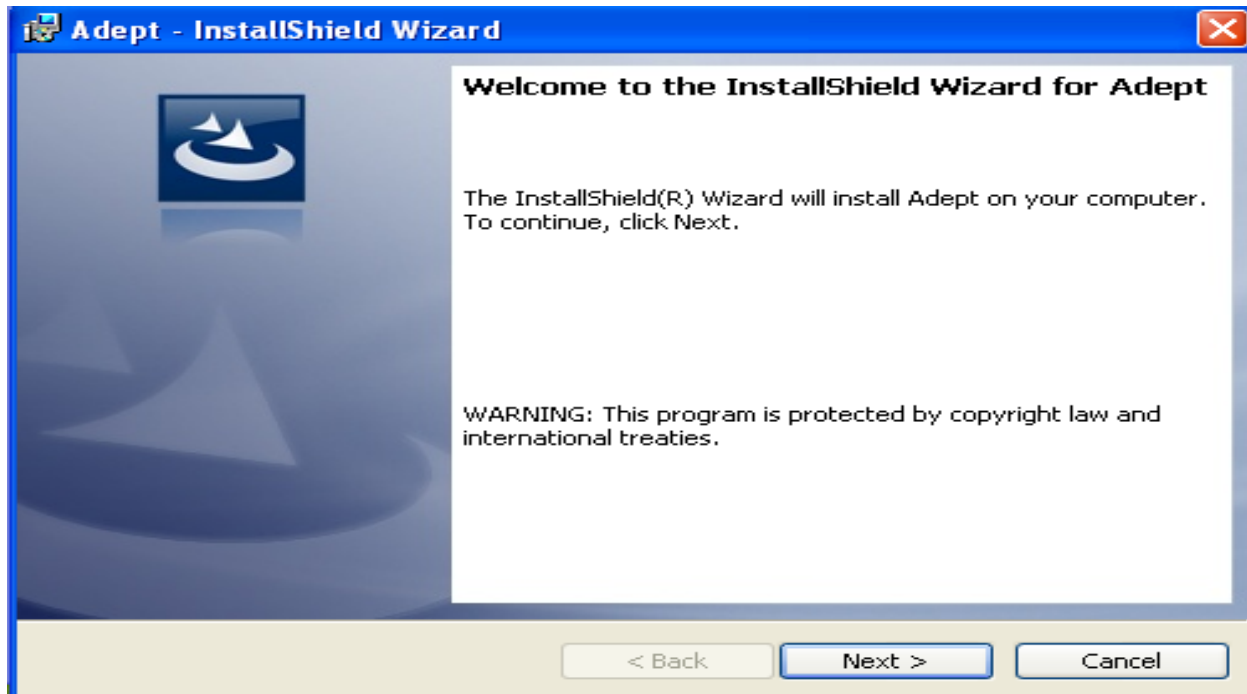 Adept - InstallShield Wizard
Welcome to the InstallShield Wizard for Adept
The InstallShield(R) Wizard will install Adept on your computer.
To continue, click Next.
WARNING: This program is protected by copyright law and
international treaties.
< Back
Next >
Cancel